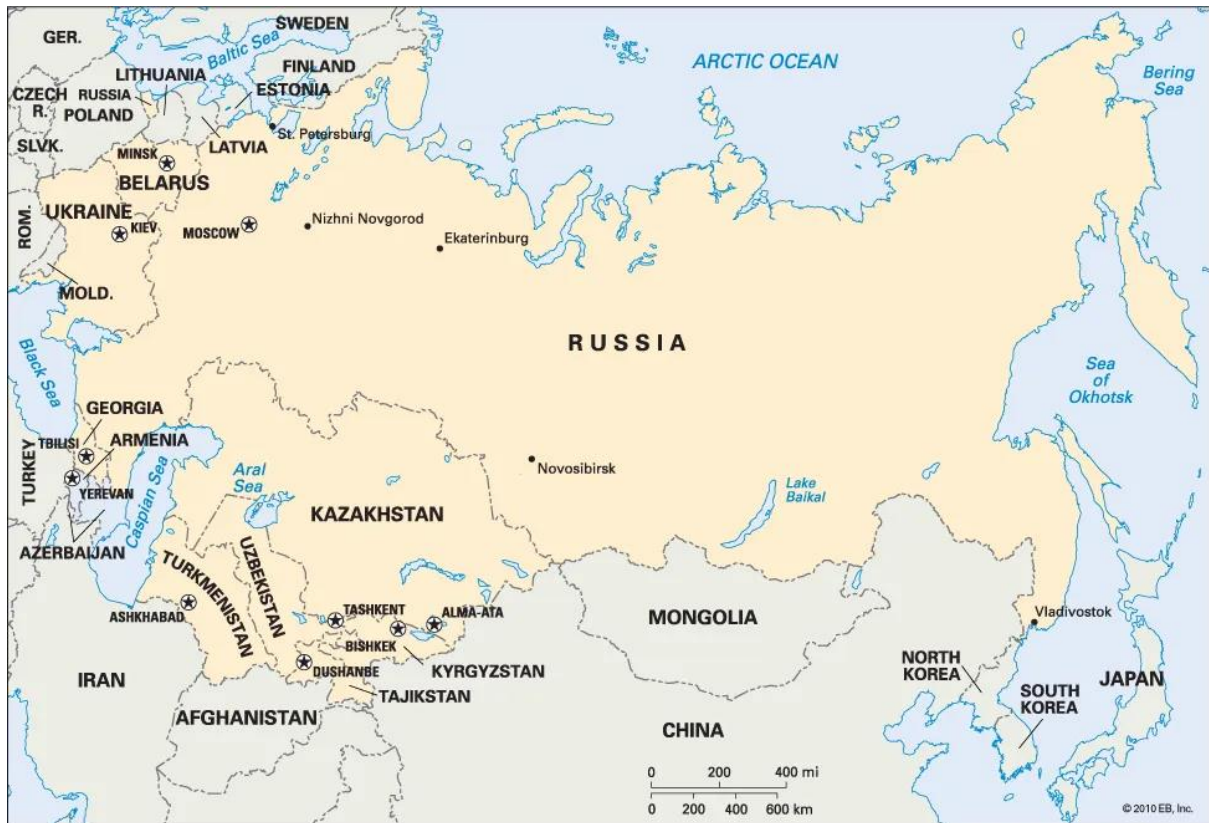 SWEDEN
GER.
Baltic Sea
FINLAND
ARCTIC OCEAN
Bering
Sea
LITHUANIA
CZECH
R.
RUSSIA
ESTONIA
POLAND
St. Petersburg
SLVK.
LATVIA
MINSK
BELARUS
ROM.
UKRAINE
KIEV
MOSCOW
Nizhni Novgorod
Ekaterinburg
MOLD.
RUSSIA
Black Sea
Sea
of
Okhotsk
GEORGIA
TBILISI
ARMENIA
TURKEY
YEREVAN
Caspian Sea
Aral
Sea
Novosibirsk
Lake
Baikal
KAZAKHSTAN
AZERBAIJAN
TURKMENISTAN
UZBEKISTAN
ASHKHABAD
TASHKENT
ALMA-ATA
BISHKEK
MONGOLIA
Vladivostok
DUSHANBE
KYRGYZSTAN
IRAN
TAJIKSTAN
NORTH
KOREA
SOUTH
KOREA
JAPAN
AFGHANISTAN
CHINA
0 200 400 mi
0 200 400 600 km
© 2010 EB, Inc.